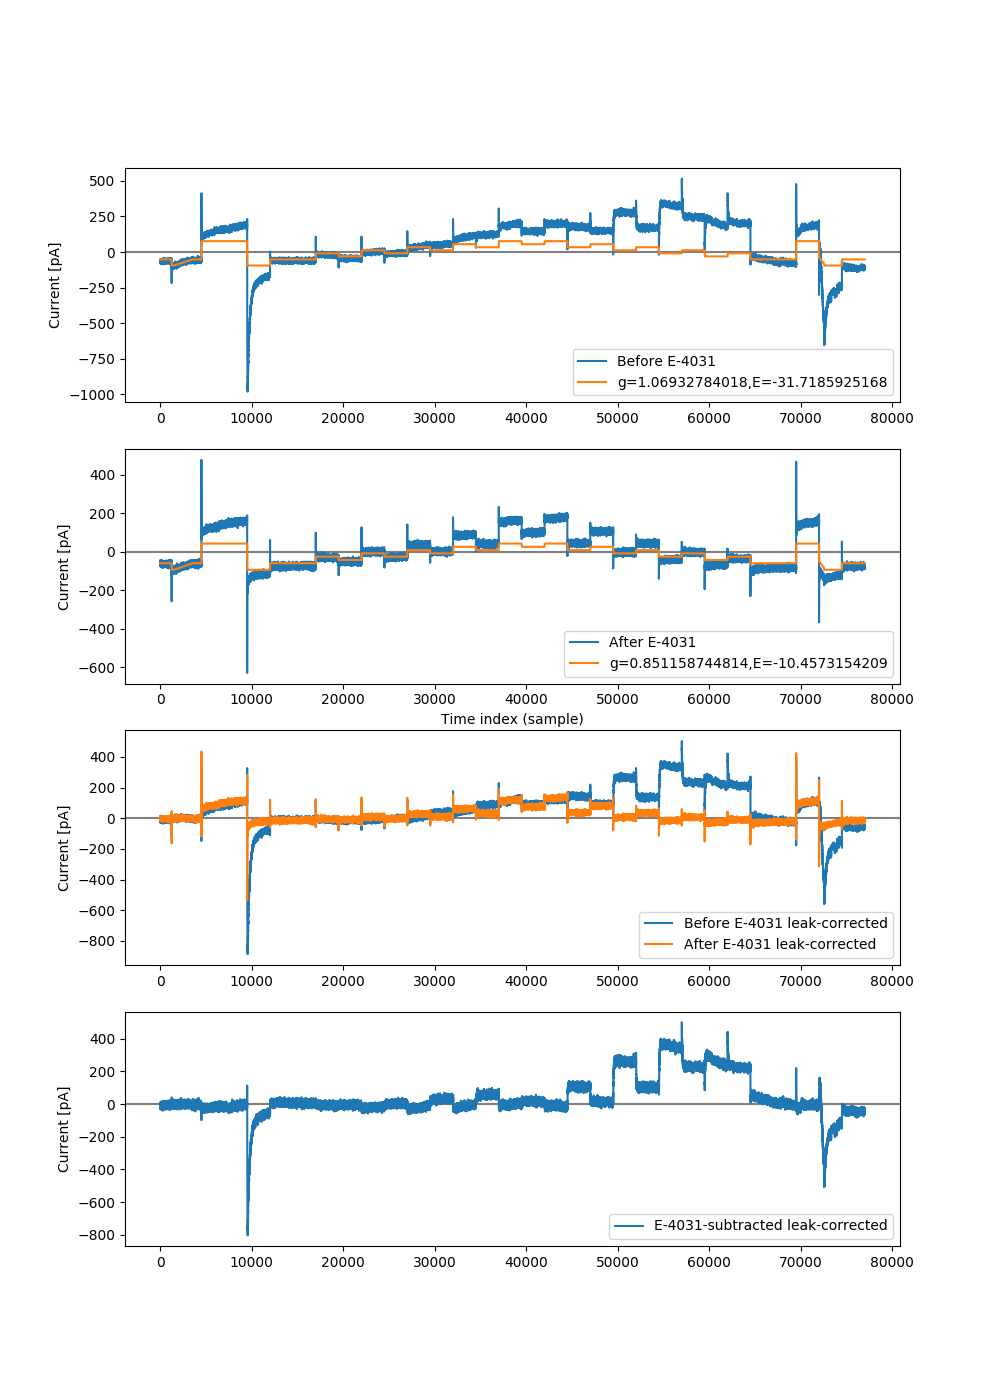 500
250
0
−250
−500
−750
−1000
Current [pA]
Before E-4031
g=1.06932784018,E=-31.7185925168
0 10000 20000 30000 40000 50000 60000 70000 80000
400
200
0
−200
−400
−600
Current [pA]
After E-4031
g=0.851158744814,E=-10.4573154209
0 10000 20000 30000 40000 50000 60000 70000 80000
Time index (sample)
400
200
0
−200
−400
−600
−800
Current [pA]
Before E-4031 leak-corrected
After E-4031 leak-corrected
0 10000 20000 30000 40000 50000 60000 70000 80000
400
200
0
−200
−400
−600
−800
Current [pA]
E-4031-subtracted leak-corrected
0 10000 20000 30000 40000 50000 60000 70000 80000